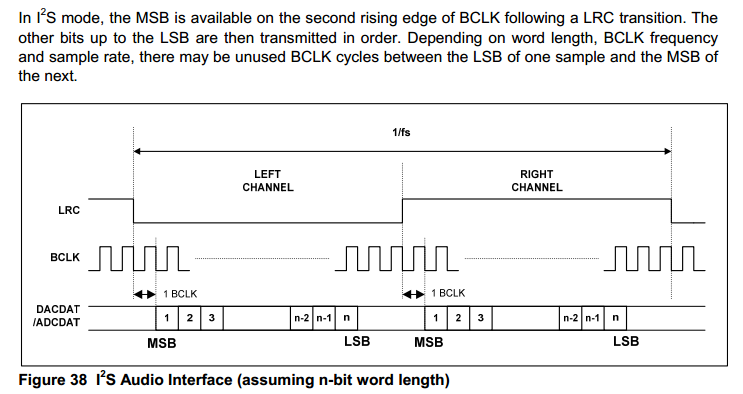 In I²S mode, the MSB is available on the second rising edge of BCLK following a LRC transition. The
other bits up to the LSB are then transmitted in order. Depending on word length, BCLK frequency
and sample rate, there may be unused BCLK cycles between the LSB of one sample and the MSB of
the next.
1/fs
LEFT
CHANNEL
RIGHT
CHANNEL
LRC
BCLK
1 BCLK
1 BCLK
DACDAT
/ADCDAT
1 2 3 n-2 n-1 n 1 2 3 n-2 n-1 n
MSB LSB MSB LSB
Figure 38 I²S Audio Interface (assuming n-bit word length)